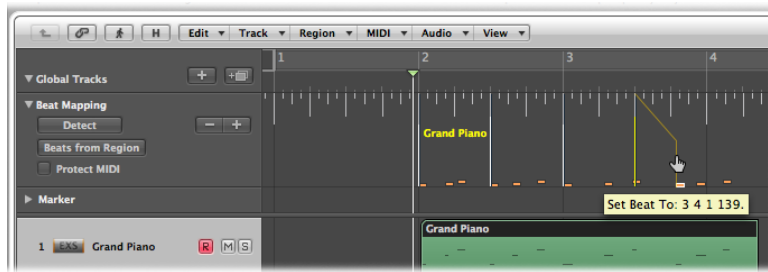 H Edit Track Region MIDI Audio View
1 2 3 4
Global Tracks
Beat Mapping
Detect
Grand Piano
Beats from Region
Protect MIDI
Marker
Set Beat To: 3 4 1 139.
Grand Piano
1 EXS Grand Piano R M S